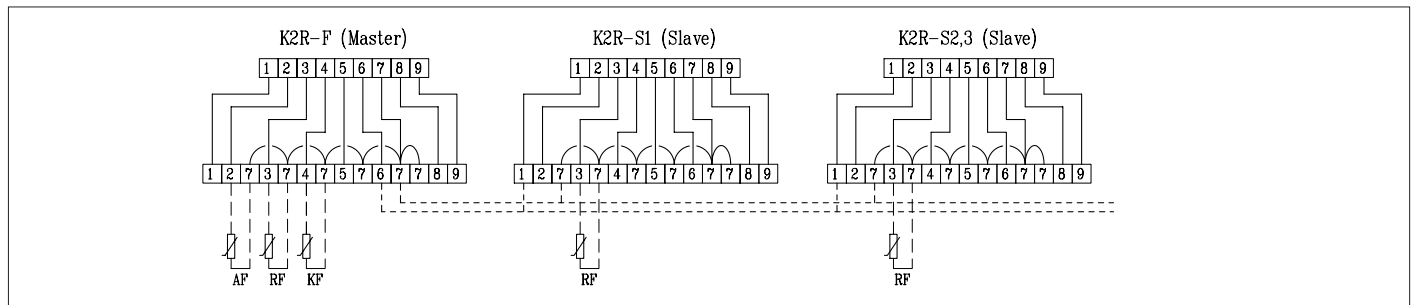 K2R-F (Master) K2R-S1 (Slave) K2R-S2,3 (Slave)
1 2 3 4 5 6 7 8 9 1 2 3 4 5 6 7 8 9 1 2 3 4 5 6 7 8 9
1 2 7 3 7 4 7 5 7 6 7 7 8 9 1 2 7 3 7 4 7 5 7 6 7 7 8 9 1 2 7 3 7 4 7 5 7 6 7 7 8 9
AF RF KF RF RF